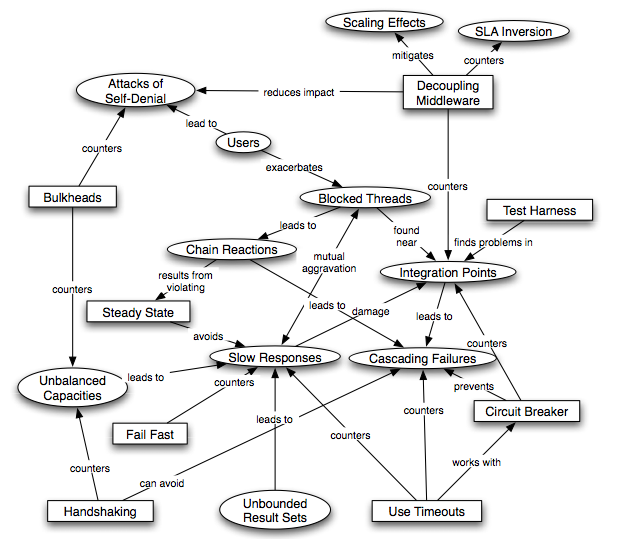 Scaling Effects
SLA Inversion
mitigates
counters
Attacks of
Self-Denial
reduces impact
Decoupling
Middleware
lead to
Users
counters
exacerbates
counters
Bulkheads
Blocked Threads
Test Harness
leads to
found
near
finds problems in
Chain Reactions
mutual
aggravation
Integration Points
results from
violating
counters
leads to
damage
Steady State
leads to
avoids
counters
Slow Responses
Cascading Failures
Unbalanced
Capacities
leads to
counters
prevents
Circuit Breaker
leads to
counters
Fail Fast
counters
counters
can avoid
works with
Handshaking
Unbounded
Result Sets
Use Timeouts